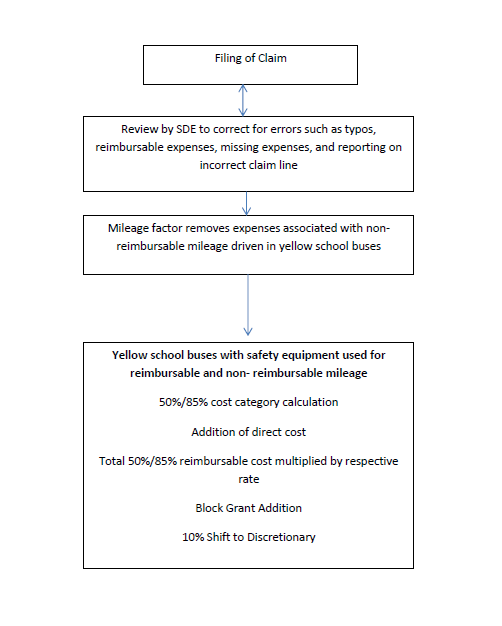 Filing of Claim
Review by SDE to correct for errors such as typos,
reimbursable expenses, missing expenses, and reporting on
incorrect claim line
Mileage factor removes expenses associated with non-
reimbursable mileage driven in yellow school buses
Yellow school buses with safety equipment used for
reimbursable and non- reimbursable mileage
50%/85% cost category calculation
Addition of direct cost
Total 50%/85% reimbursable cost multiplied by respective
rate
Block Grant Addition
10% Shift to Discretionary